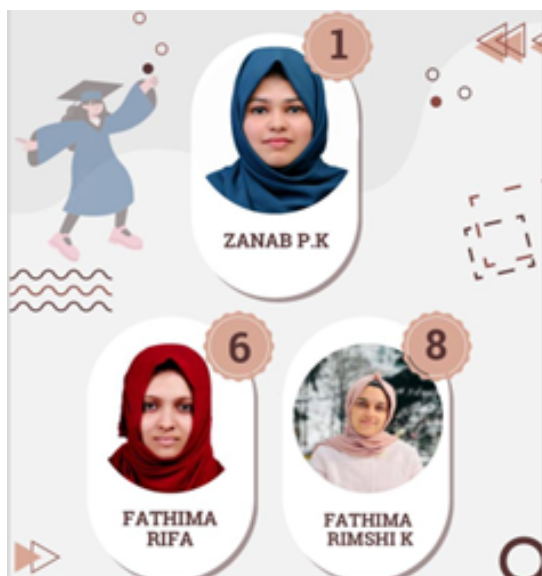 1
ZANAB P.K
6
8
FATHIMA
RIFA
FATHIMA
RIMSHI K